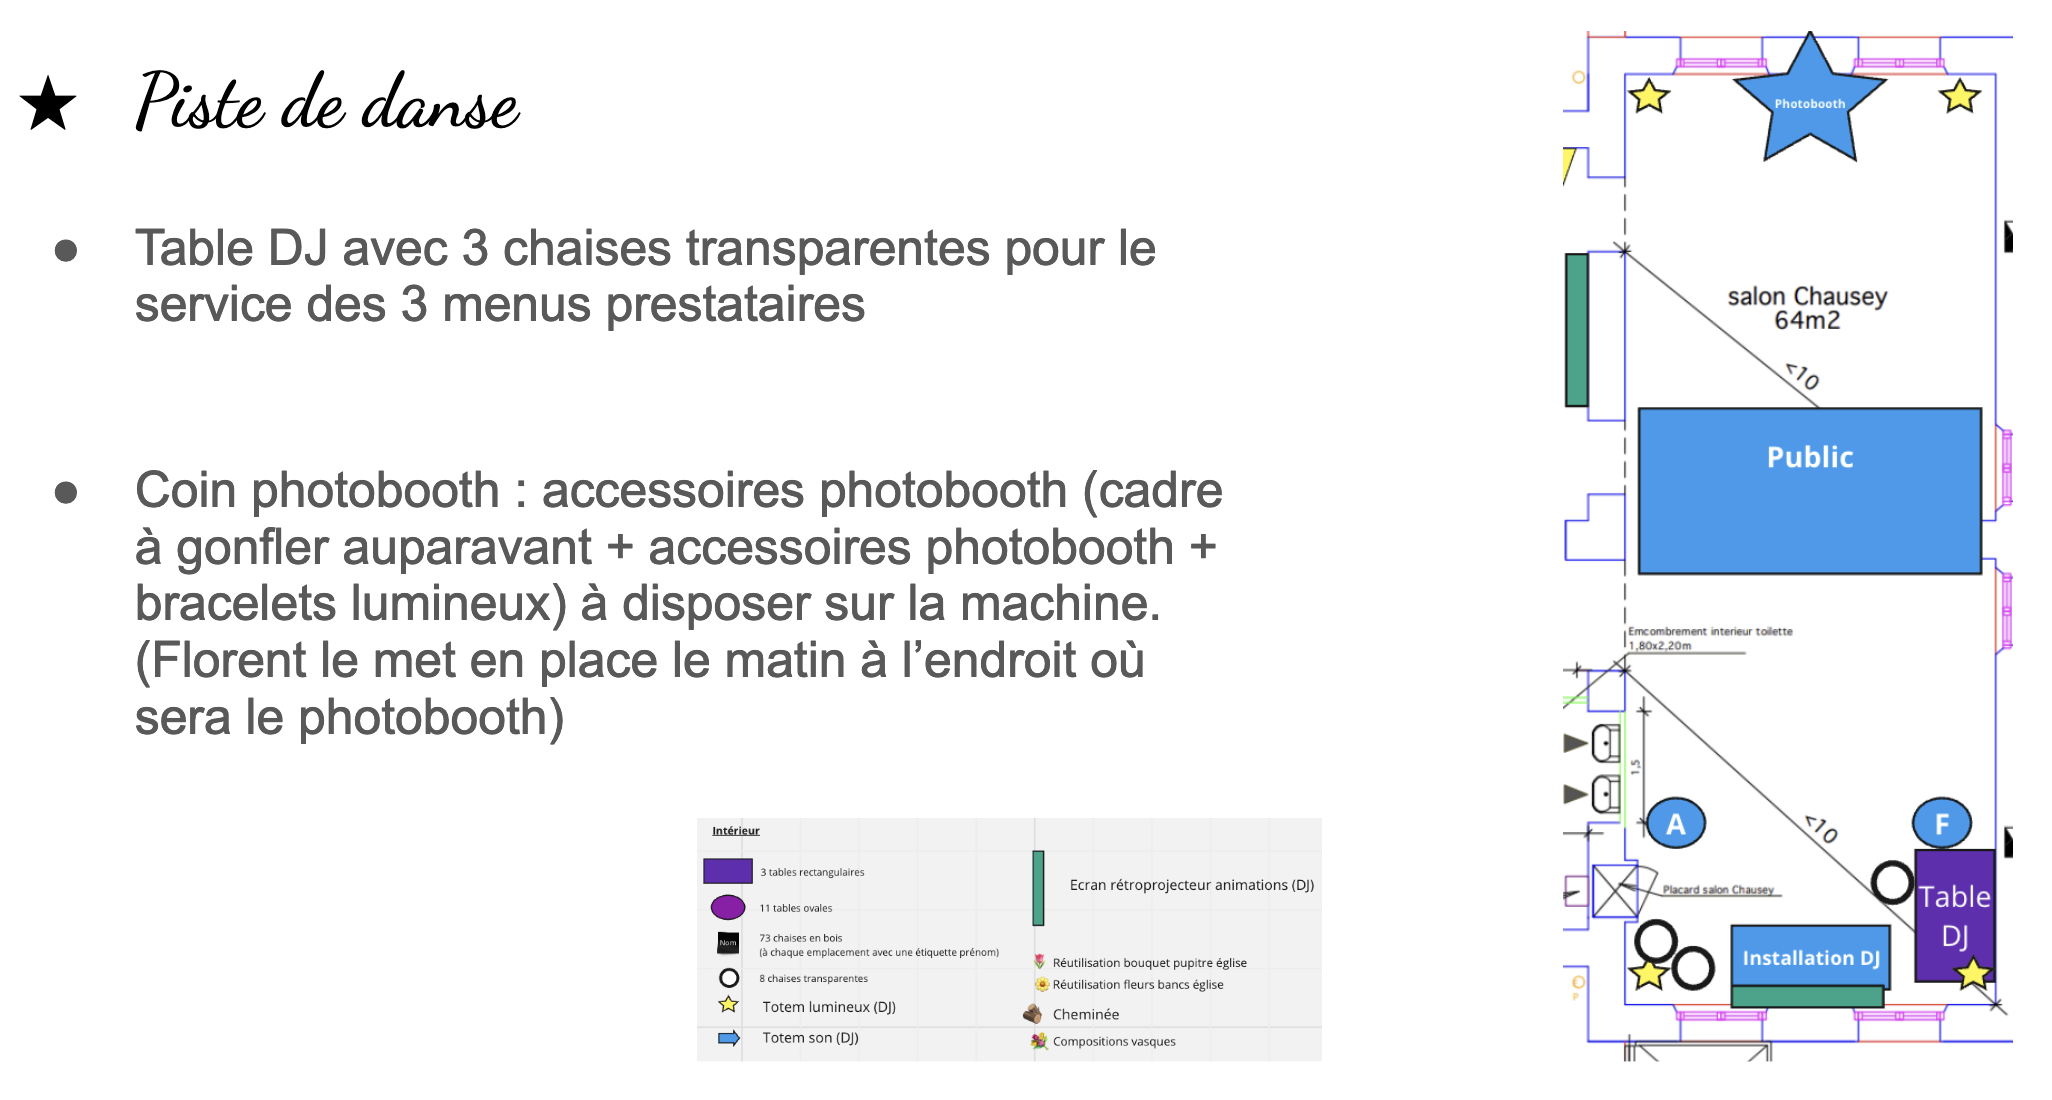 ★ Piste de danse
● Table DJ avec 3 chaises transparentes pour le
service des 3 menus prestataires
● Coin photobooth : accessoires photobooth (cadre
à gonfler auparavant + accessoires photobooth +
bracelets lumineux) à disposer sur la machine.
(Florent le met en place le matin à l’endroit où
sera le photobooth)
Intérieur
3 tables rectangulaires
11 tables ovales
Nom
73 chaises en bois
(à chaque emplacement avec une étiquette prénom)
8 chaises transparentes
Totem lumineux (DJ)
Totem son (DJ)
Ecran rétroprojecteur animations (DJ)
Réutilisation bouquet pupitre église
Réutilisation fleurs bancs église
Cheminée
Compositions vasques
Photobooth
salon Chausey
64m2
<10
Public
Emcombrement interieur toilette
1,80x2,20m
1,5
A
<10
F
Placard salon Chausey
Table
DJ
Installation DJ
P